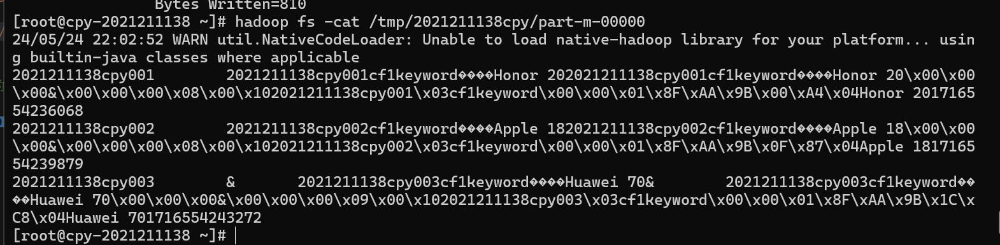 Bytes Written=810
[root@cpy-2021211138 ~]# hadoop fs -cat /tmp/2021211138cpy/part-m-00000
24/05/24 22:02:52 WARN util.NativeCodeLoader: Unable to load native-hadoop library for your platform... usin
g builtin-java classes where applicable
2021211138cpy001        2021211138cpy001cf1keyword����Honor 202021211138cpy001cf1keyword����Honor 20\x00\x00
\x00&\x00\x00\x00\x08\x00\x102021211138cpy001\x03cf1keyword\x00\x00\x01\x8F\xAA\x9B\x00\xA4\x04Honor 2017165
54236068
2021211138cpy002        2021211138cpy002cf1keyword����Apple 182021211138cpy002cf1keyword����Apple 18\x00\x00
\x00&\x00\x00\x00\x08\x00\x102021211138cpy002\x03cf1keyword\x00\x00\x01\x8F\xAA\x9B\x0F\x87\x04Apple 1817165
54239879
2021211138cpy003        &       2021211138cpy003cf1keyword����Huawei 70&        2021211138cpy003cf1keyword��
��Huawei 70\x00\x00\x00&\x00\x00\x00\x09\x00\x102021211138cpy003\x03cf1keyword\x00\x00\x01\x8F\xAA\x9B\x1C\x
C8\x04Huawei 701716554243272
[root@cpy-2021211138 ~]#